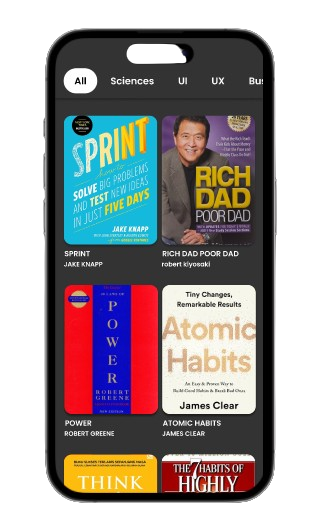 All Sciences UI UX Bus
SPRINT
SOLVE BIG PROBLEMS
AND TEST NEW IDEAS
IN JUST FIVE DAYS
JAKE KNAPP
RICH
DAD
POOR DAD
SPRINT
JAKE KNAPP
RICH DAD POOR DAD
robert kiyosaki
POWER
ROBERT
GREENE
Tiny Changes,
Remarkable Results
Atomic
Habits
An Easy & Proven Way to
Build Good Habits & Break Bad Ones
James Clear
POWER
ROBERT GREENE
ATOMIC HABITS
JAMES CLEAR
THINK
THE 7 HABITS OF
HIGHLY